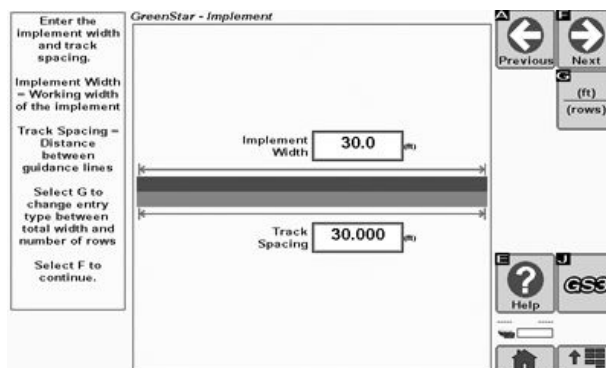 Enter the
implement width
and track
spacing.
Implement Width
= Working width
of the implement
Track Spacing =
Distance
between
guidance lines
Select G to
change entry
type between
total width and
number of rows
Select F to
continue.
GreenStar - Implement
Implement
Width
30.0
(ft)
Track
Spacing
30.000
(ft)
A
Previous
F
Next
G
(ft)
(rows)
E
Help
J
GS3